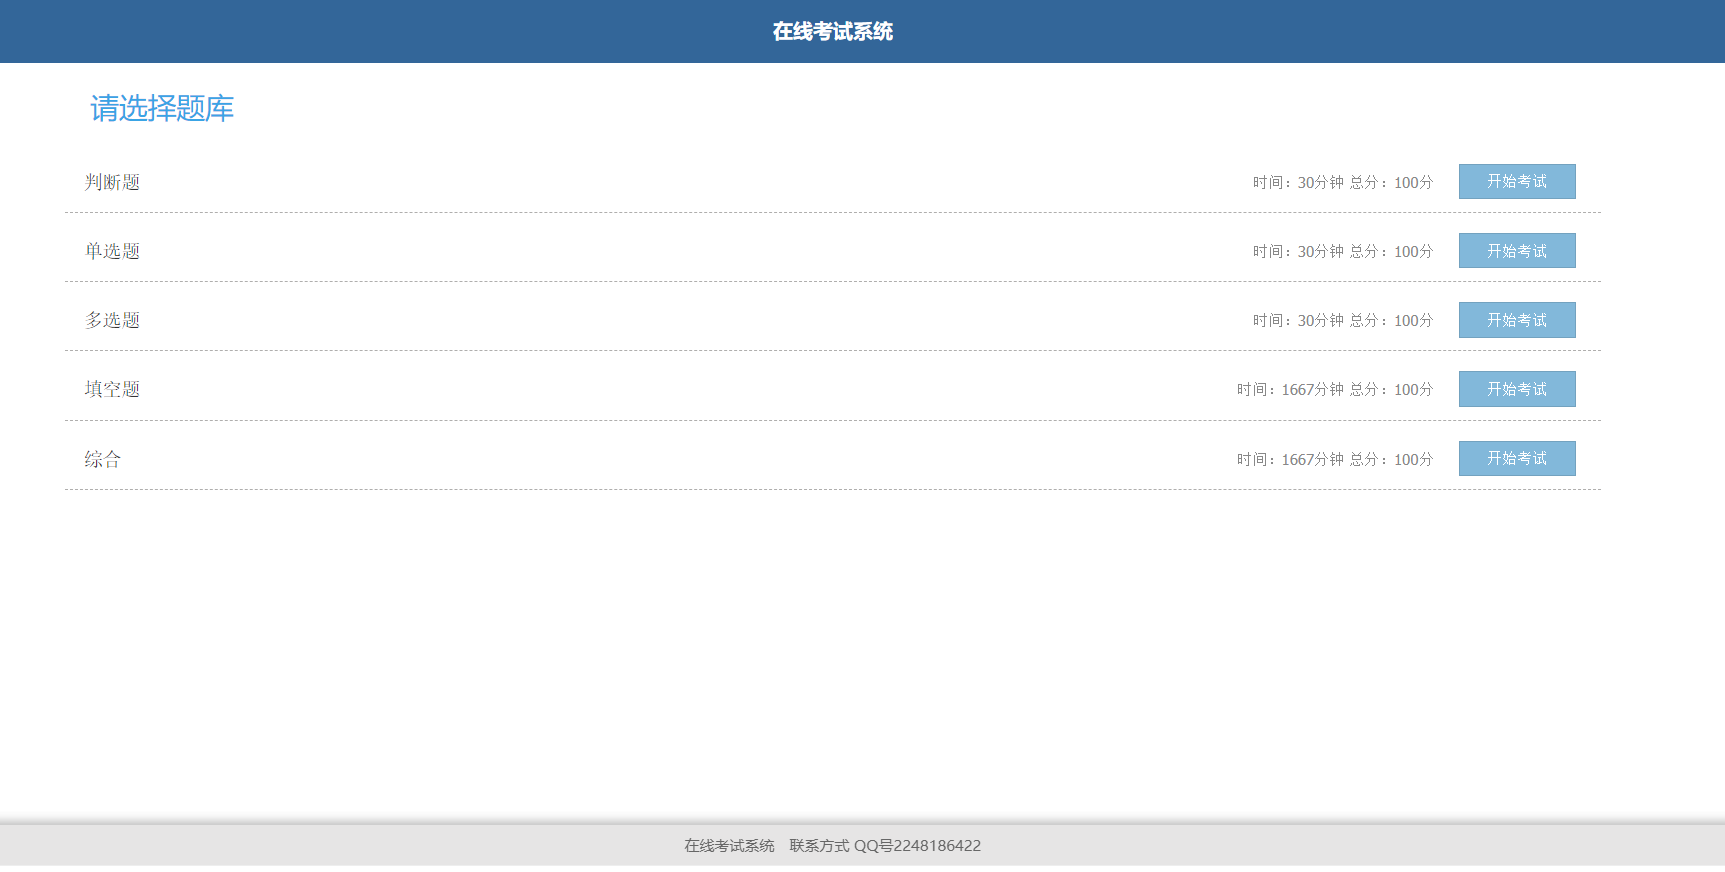 在线考试系统
请选择题库
判断题 时间：30分钟 总分：100分 开始考试
单选题 时间：30分钟 总分：100分 开始考试
多选题 时间：30分钟 总分：100分 开始考试
填空题 时间：1667分钟 总分：100分 开始考试
综合 时间：1667分钟 总分：100分 开始考试
在线考试系统 联系方式 QQ号2248186422